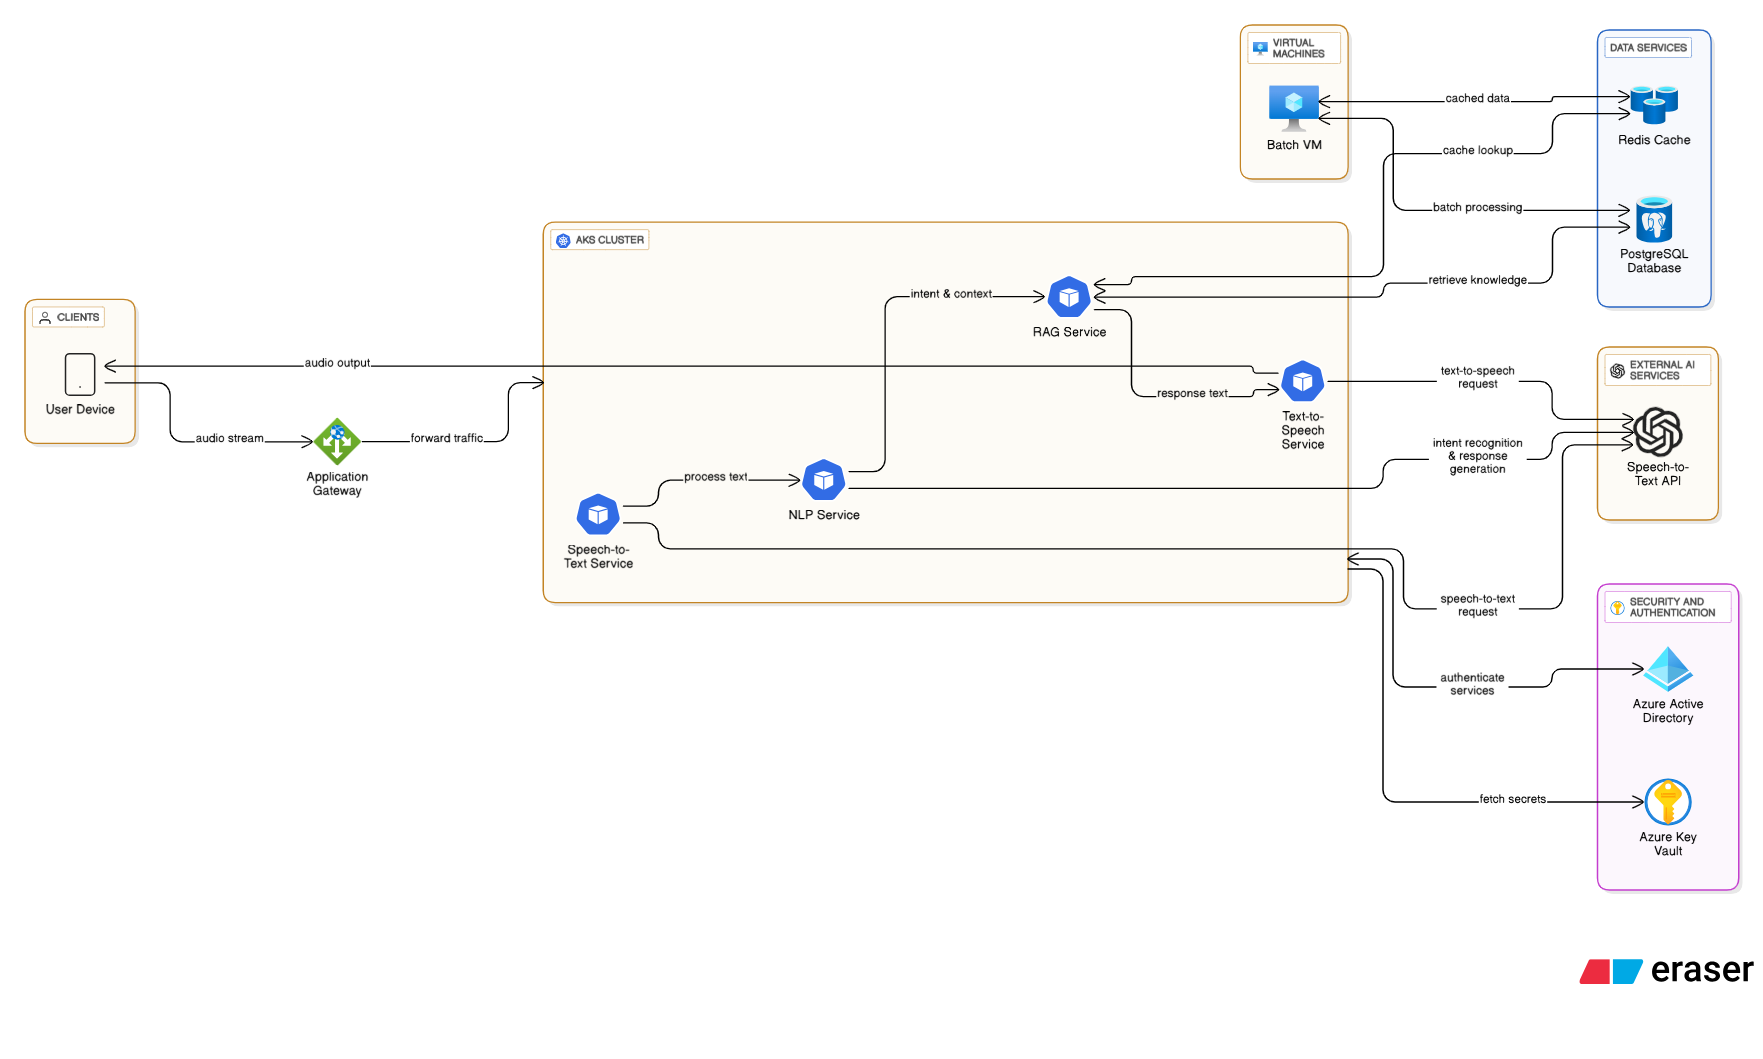 VIRTUAL
MACHINES
Batch VM
DATA SERVICES
Redis Cache
PostgreSQL
Database
cached data
cache lookup
batch processing
retrieve knowledge
AKS CLUSTER
intent & context
RAG Service
response text
Text-to-
Speech
Service
process text
NLP Service
Speech-to-
Text Service
CLIENTS
User Device
audio output
audio stream
forward traffic
Application
Gateway
text-to-speech
request
intent recognition
& response
generation
speech-to-text
request
authenticate
services
fetch secrets
EXTERNAL AI
SERVICES
Speech-to-
Text API
SECURITY AND
AUTHENTICATION
Azure Active
Directory
Azure Key
Vault
eraser